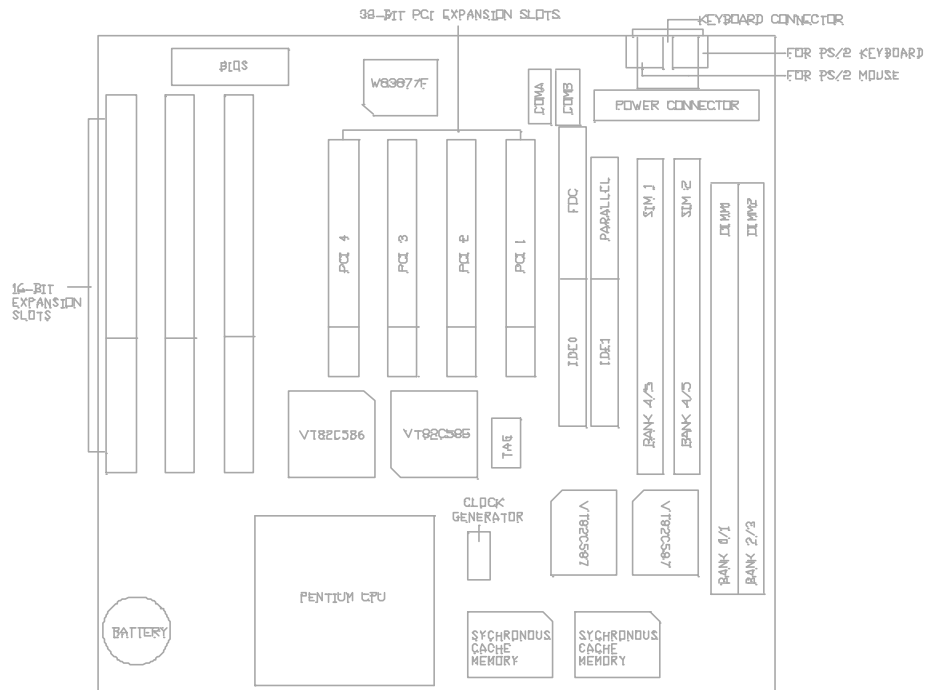 32-BIT PCI EXPANSION SLOTS
KEYBOARD CONNECTOR
FOR PS/2 KEYBOARD
FOR PS/2 MOUSE
BIOS
W83877F
COMA
COMB
POWER CONNECTOR
PCI 4
PCI 3
PCI 2
PCI 1
FDC
PARALLEL
SIM 1
SIM 2
DIMM1
DIMM2
16-BIT
EXPANSION
SLOTS
IDE0
IDE1
BANK 4/5
BANK 4/5
VT82C586
VT82C585
TAG
CLOCK
GENERATOR
VT82C587
VT82C587
BANK 0/1
BANK 2/3
PENTIUM CPU
BATTERY
SYCHRONOUS
CACHE
MEMORY
SYCHRONOUS
CACHE
MEMORY